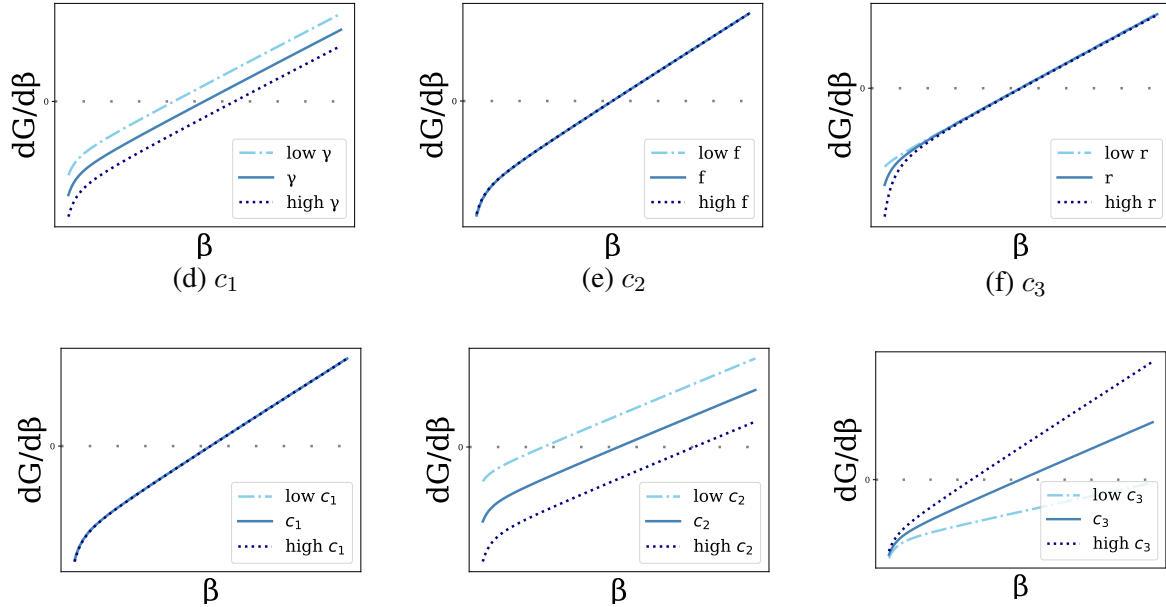 dG/dβ
0
low γ
γ
high γ
β
dG/dβ
0
low f
f
high f
β
dG/dβ
0
low r
r
high r
β
(d) c₁
(e) c₂
(f) c₃
dG/dβ
0
low c₁
c₁
high c₁
β
dG/dβ
0
low c₂
c₂
high c₂
β
dG/dβ
0
low c₃
c₃
high c₃
β